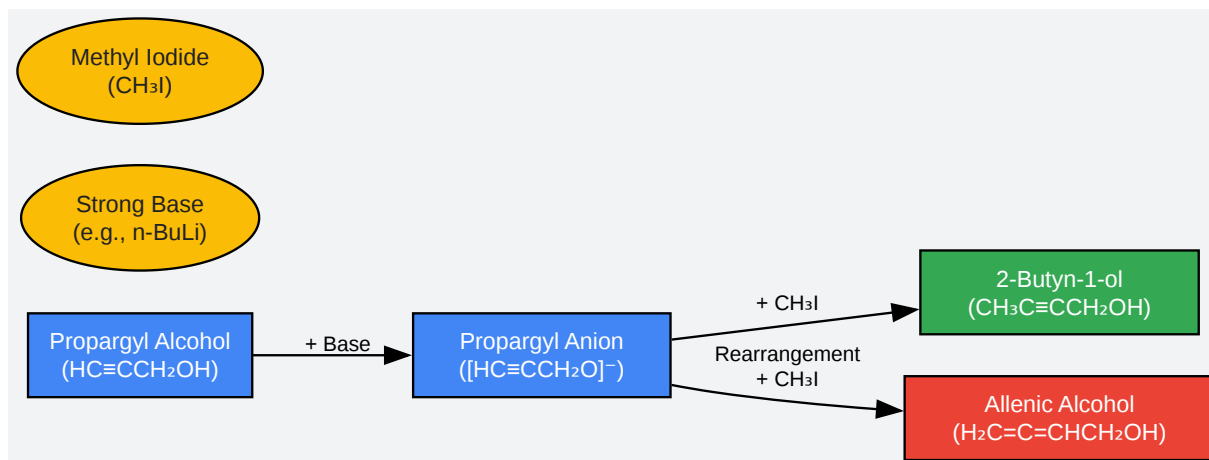 Methyl Iodide
(CH₃I)
Strong Base
(e.g., n-BuLi)
Propargyl Alcohol
(HC≡CCH₂OH)
+ Base
Propargyl Anion
([HC≡CCH₂O]⁻)
+ CH₃I
2-Butyn-1-ol
(CH₃C≡CCH₂OH)
Rearrangement
+ CH₃I
Allenic Alcohol
(H₂C=C=CHCH₂OH)